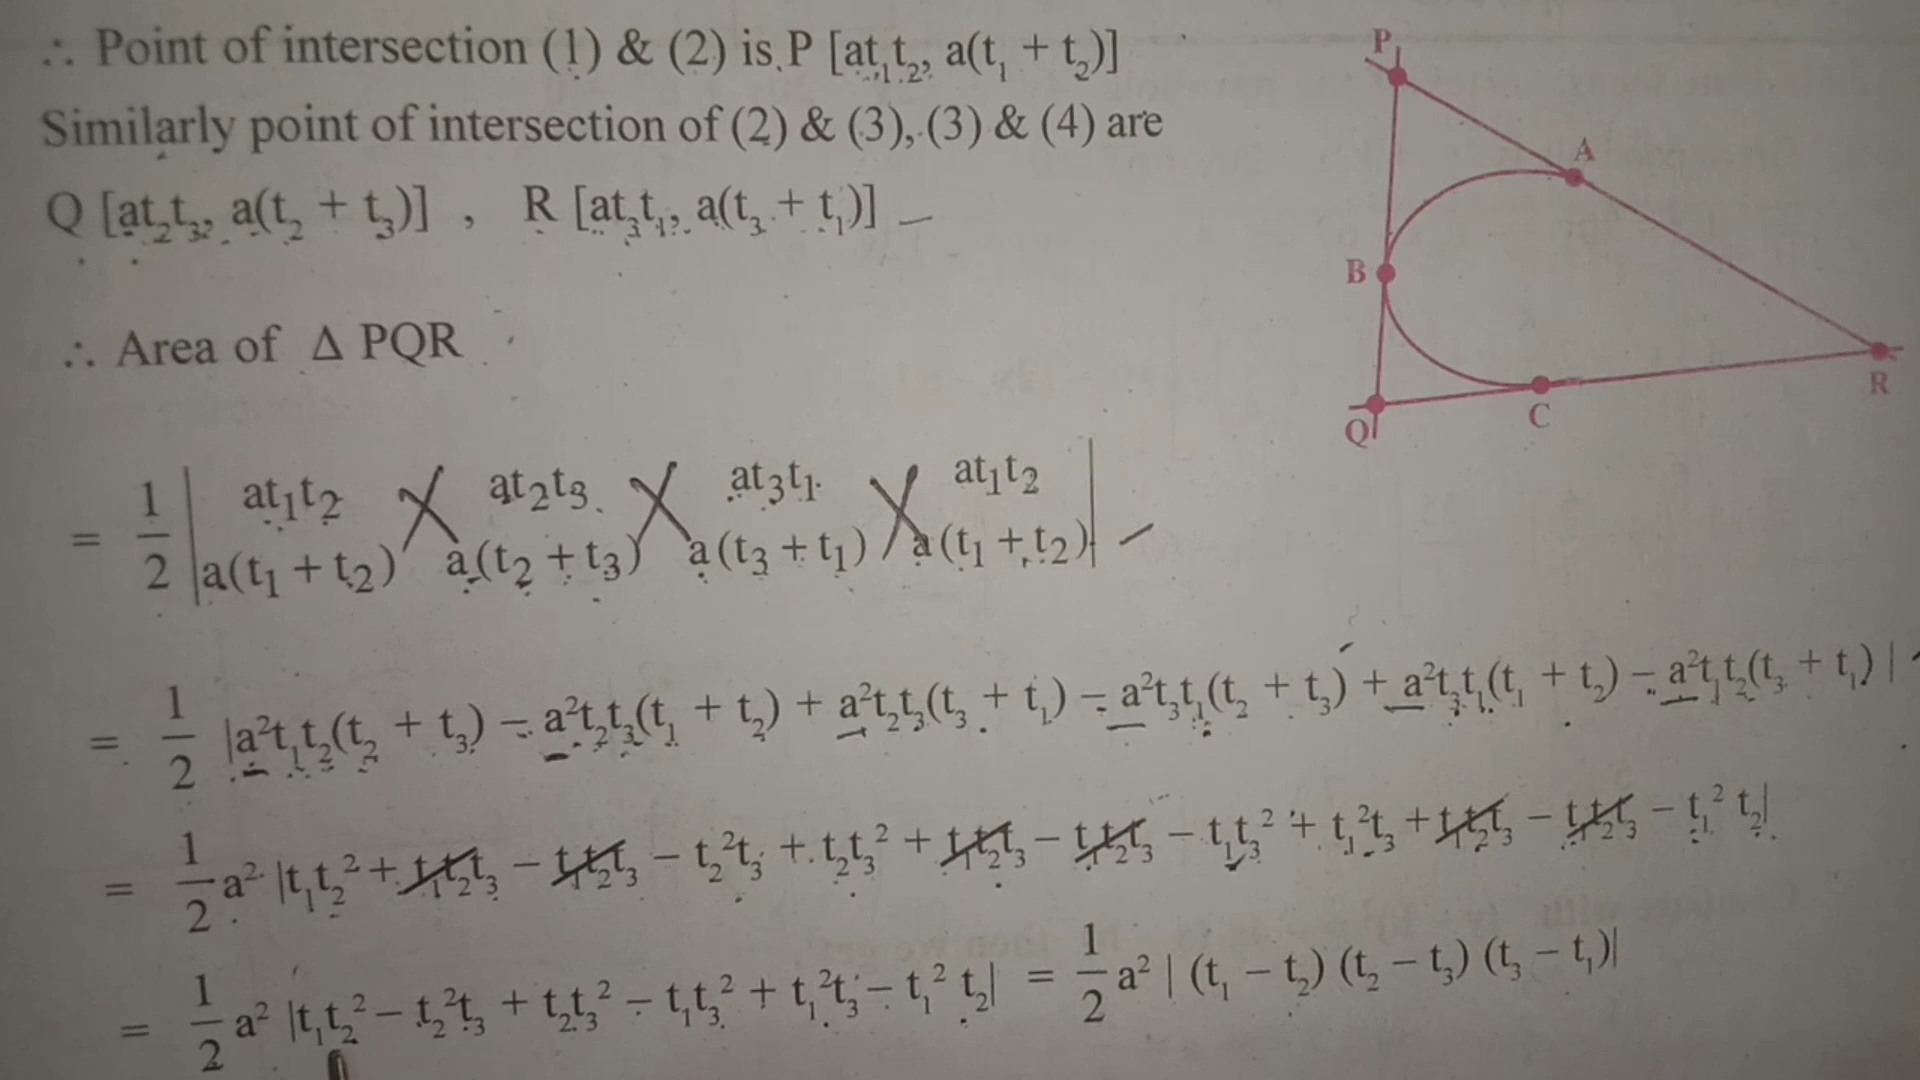 ∴ Point of intersection (1) & (2) is P [at₁t₂, a(t₁ + t₂)]
Similarly point of intersection of (2) & (3), (3) & (4) are
Q [at₂t₃, a(t₂ + t₃)] , R [at₃t₁, a(t₃ + t₁)]
∴ Area of Δ PQR
= 1/2 | at₁t₂ at₂t₃ at₃t₁ at₁t₂ |
a(t₁ + t₂) a(t₂ + t₃) a(t₃ + t₁) a(t₁ + t₂)
= 1/2 |a²t₁t₂(t₂ + t₃) – a²t₂t₃(t₁ + t₂) + a²t₂t₃(t₃ + t₁) – a²t₃t₁(t₂ + t₃) + a²t₃t₁(t₁ + t₂) – a²t₁t₂(t₃ + t₁) |
= 1/2 a² |t₁t₂² + t₁t₂t₃ – t₁t₂t₃ – t₂²t₃ + t₂t₃² + t₁t₂t₃ – t₁t₂t₃ – t₁t₃² + t₁²t₃ + t₁t₂t₃ – t₁t₂t₃ – t₁² t₂|
= 1/2 a² |t₁t₂² – t₂²t₃ + t₂t₃² – t₁t₃² + t₁²t₃ – t₁² t₂| = 1/2 a² | (t₁ – t₂) (t₂ – t₃) (t₃ – t₁)|
P
A
B
R
C
Q